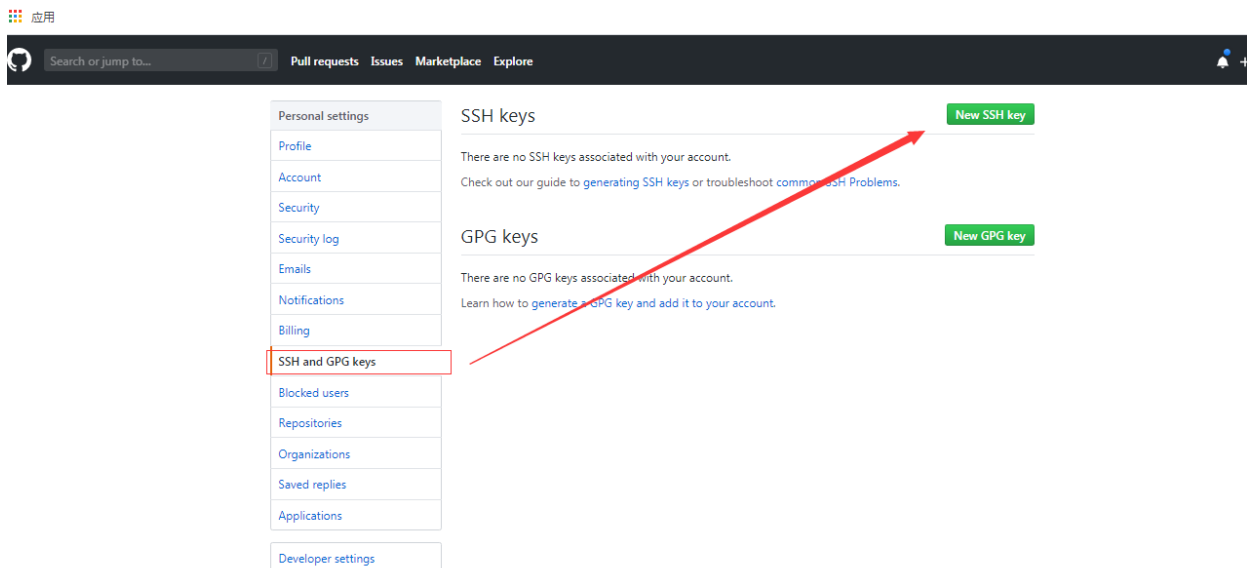 应用
Search or jump to...
/
Pull requests Issues Marketplace Explore
Personal settings
Profile
Account
Security
Security log
Emails
Notifications
Billing
SSH and GPG keys
Blocked users
Repositories
Organizations
Saved replies
Applications
Developer settings
SSH keys
New SSH key
There are no SSH keys associated with your account.
Check out our guide to generating SSH keys or troubleshoot common SSH Problems.
GPG keys
New GPG key
There are no GPG keys associated with your account.
Learn how to generate a GPG key and add it to your account.